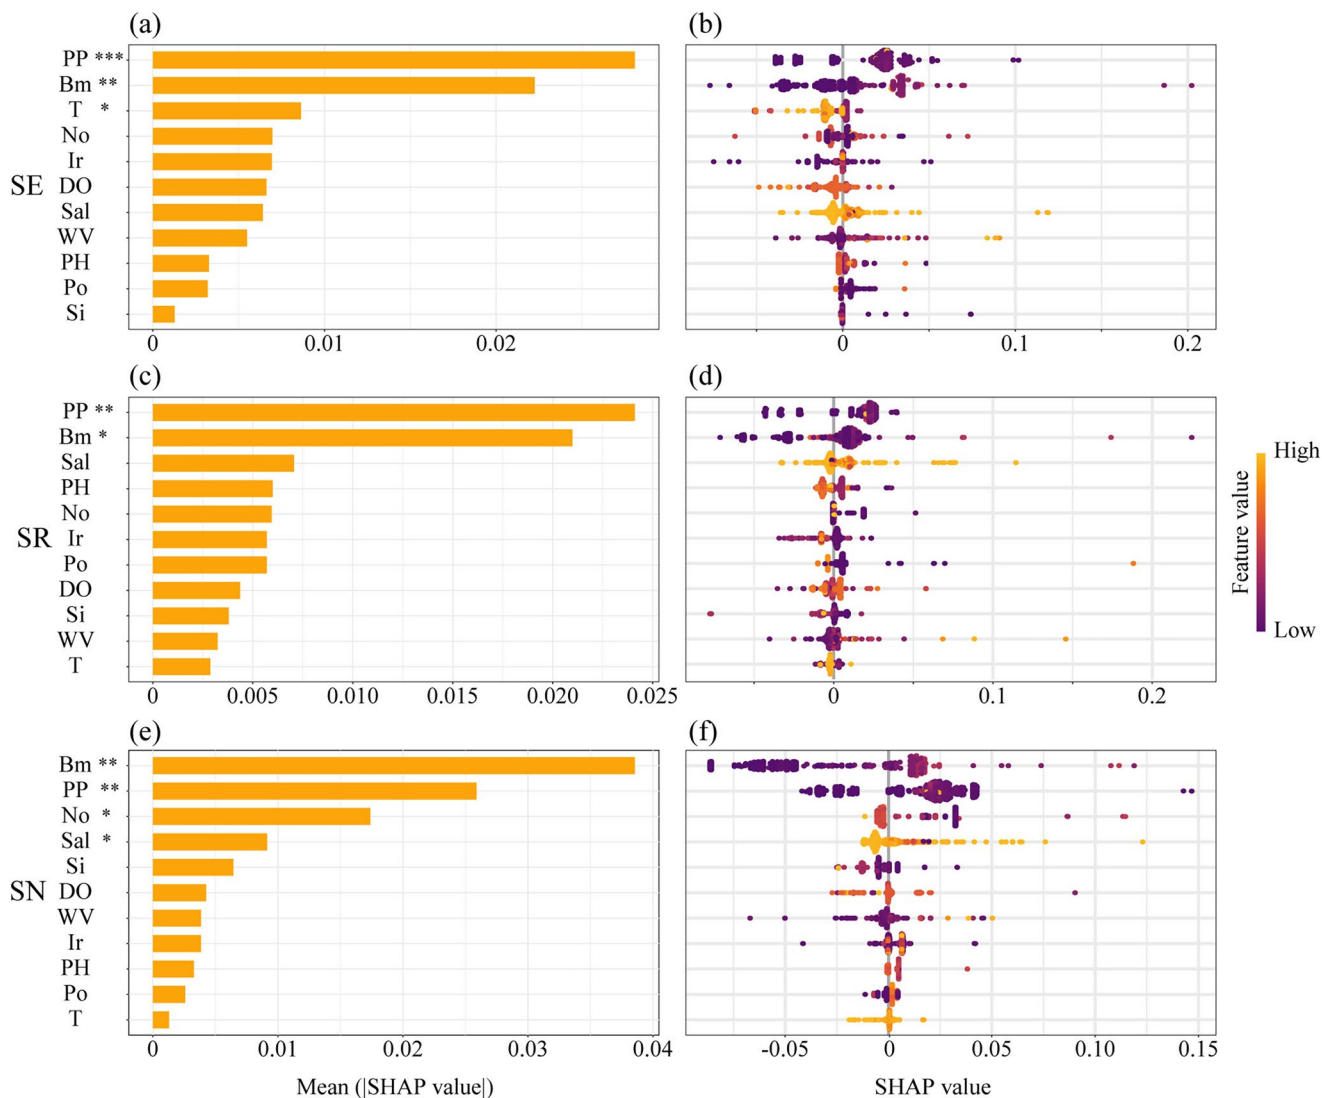 (a)
(b)
PP ***
Bm **
T *
No
Ir
DO
Sal
WV
PH
Po
Si
SE
0 0.01 0.02
0 0.1 0.2
(c)
(d)
PP **
Bm *
Sal
PH
No
Ir
Po
DO
Si
WV
T
SR
0 0.005 0.010 0.015 0.020 0.025
0 0.1 0.2
High
Feature value
Low
(e)
(f)
Bm **
PP **
No *
Sal *
Si
DO
WV
Ir
PH
Po
T
SN
0 0.01 0.02 0.03 0.04
-0.05 0 0.05 0.10 0.15
Mean (|SHAP value|)
SHAP value